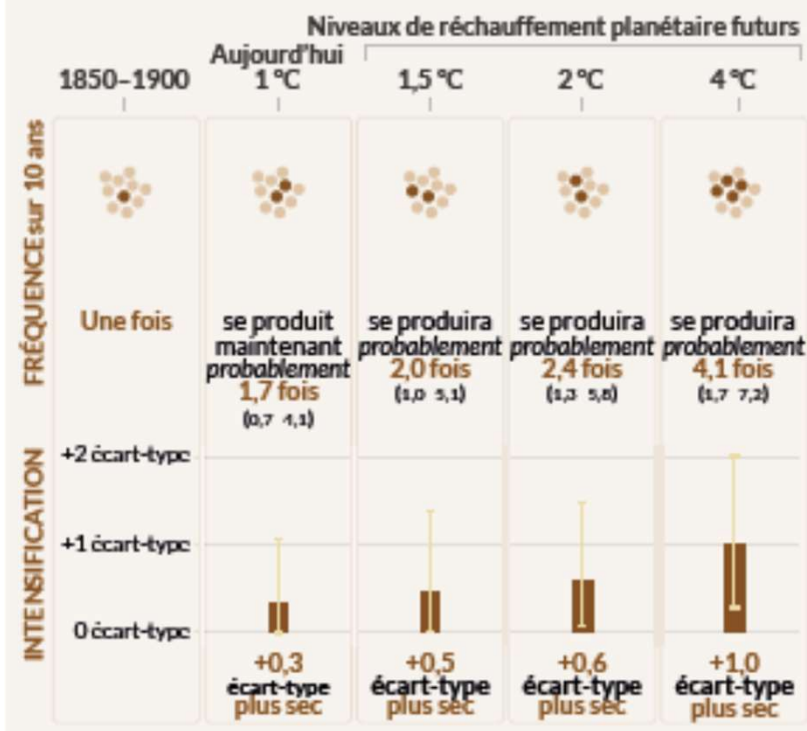 Niveaux de réchauffement planétaire futurs
Aujourd'hui
1850–1900 1 °C 1,5 °C 2 °C 4 °C
FRÉQUENCE sur 10 ans
Une fois
se produit maintenant probablement 1,7 fois (0,7 4,1)
se produira probablement 2,0 fois (1,0 5,1)
se produira probablement 2,4 fois (1,3 5,8)
se produira probablement 4,1 fois (1,7 7,2)
INTENSIFICATION
+2 écart-type
+1 écart-type
0 écart-type
+0,3 écart-type plus sec
+0,5 écart-type plus sec
+0,6 écart-type plus sec
+1,0 écart-type plus sec